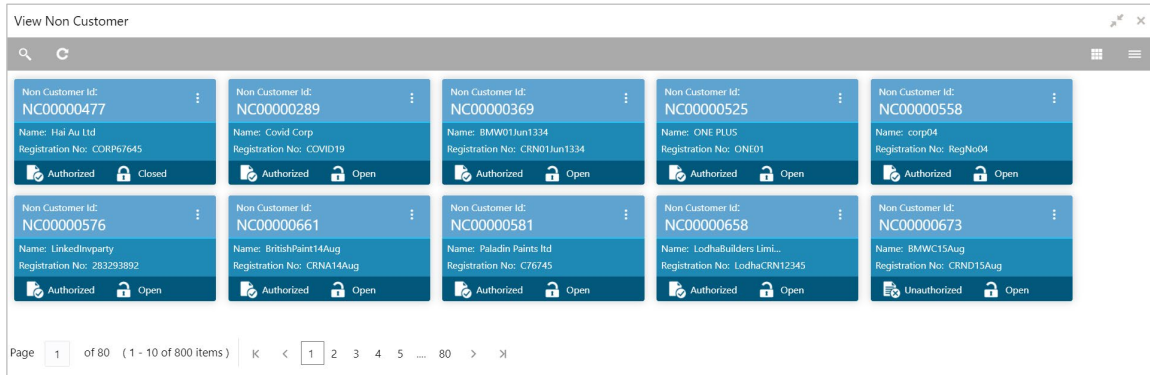 View Non Customer
Non Customer Id:
NC00000477
Name: Hai Au Ltd
Registration No: CORP67645
Authorized Closed
Non Customer Id:
NC00000289
Name: Covid Corp
Registration No: COVID19
Authorized Open
Non Customer Id:
NC00000369
Name: BMW01Jun1334
Registration No: CRN01Jun1334
Authorized Open
Non Customer Id:
NC00000525
Name: ONE PLUS
Registration No: ONE01
Authorized Open
Non Customer Id:
NC00000558
Name: corp04
Registration No: RegNo04
Authorized Open
Non Customer Id:
NC00000576
Name: LinkedInvparty
Registration No: 283293892
Authorized Open
Non Customer Id:
NC00000661
Name: BritishPaint14Aug
Registration No: CRNA14Aug
Authorized Open
Non Customer Id:
NC00000581
Name: Paladin Paints ltd
Registration No: C76745
Authorized Open
Non Customer Id:
NC00000658
Name: LodhaBuilders Limi...
Registration No: LodhaCRN12345
Authorized Open
Non Customer Id:
NC00000673
Name: BMWC15Aug
Registration No: CRND15Aug
Unauthorized Open
Page 1 of 80 ( 1 - 10 of 800 items ) 1 2 3 4 5 .... 80